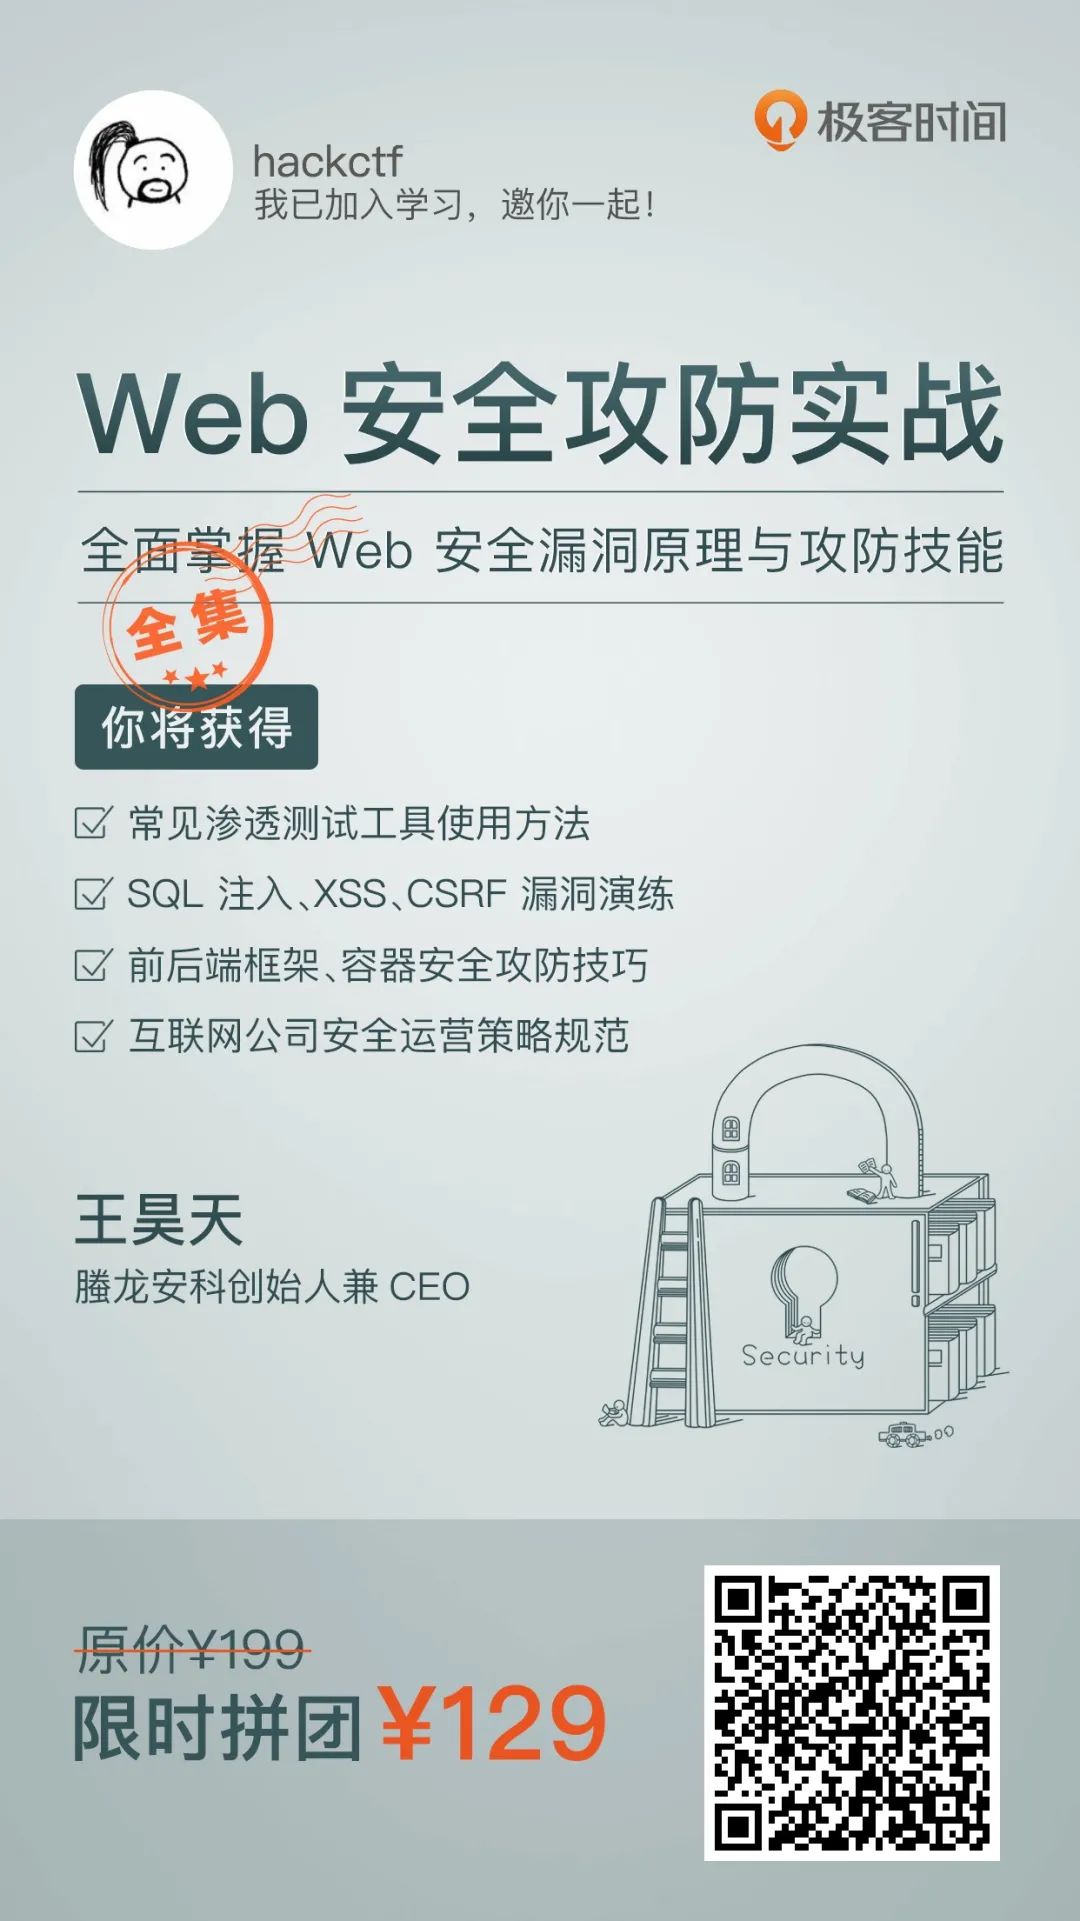 极客时间
hackctf
我已加入学习，邀你一起！
Web 安全攻防实战
全面掌握 Web 安全漏洞原理与攻防技能
全集
你将获得
常见渗透测试工具使用方法
SQL 注入、XSS、CSRF 漏洞演练
前后端框架、容器安全攻防技巧
互联网公司安全运营策略规范
王昊天
螣龙安科创始人兼 CEO
Security
原价¥199
限时拼团 ¥129